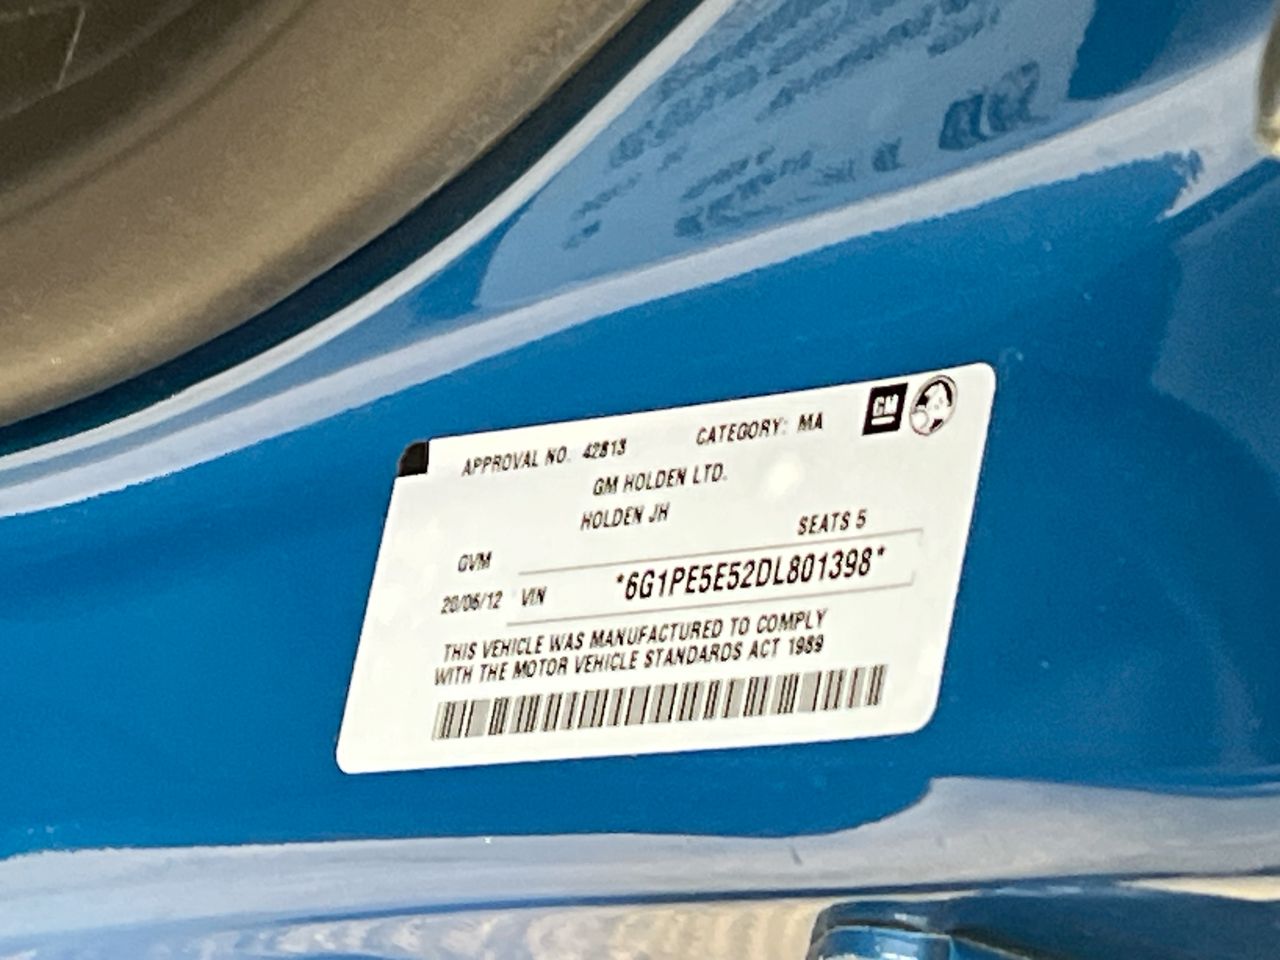 APPROVAL NO. 42813 CATEGORY: MA GM
GM HOLDEN LTD.
HOLDEN JH
SEATS 5
GVM
20/06/12 VIN *6G1PE5E52DL801398*
THIS VEHICLE WAS MANUFACTURED TO COMPLY
WITH THE MOTOR VEHICLE STANDARDS ACT 1989